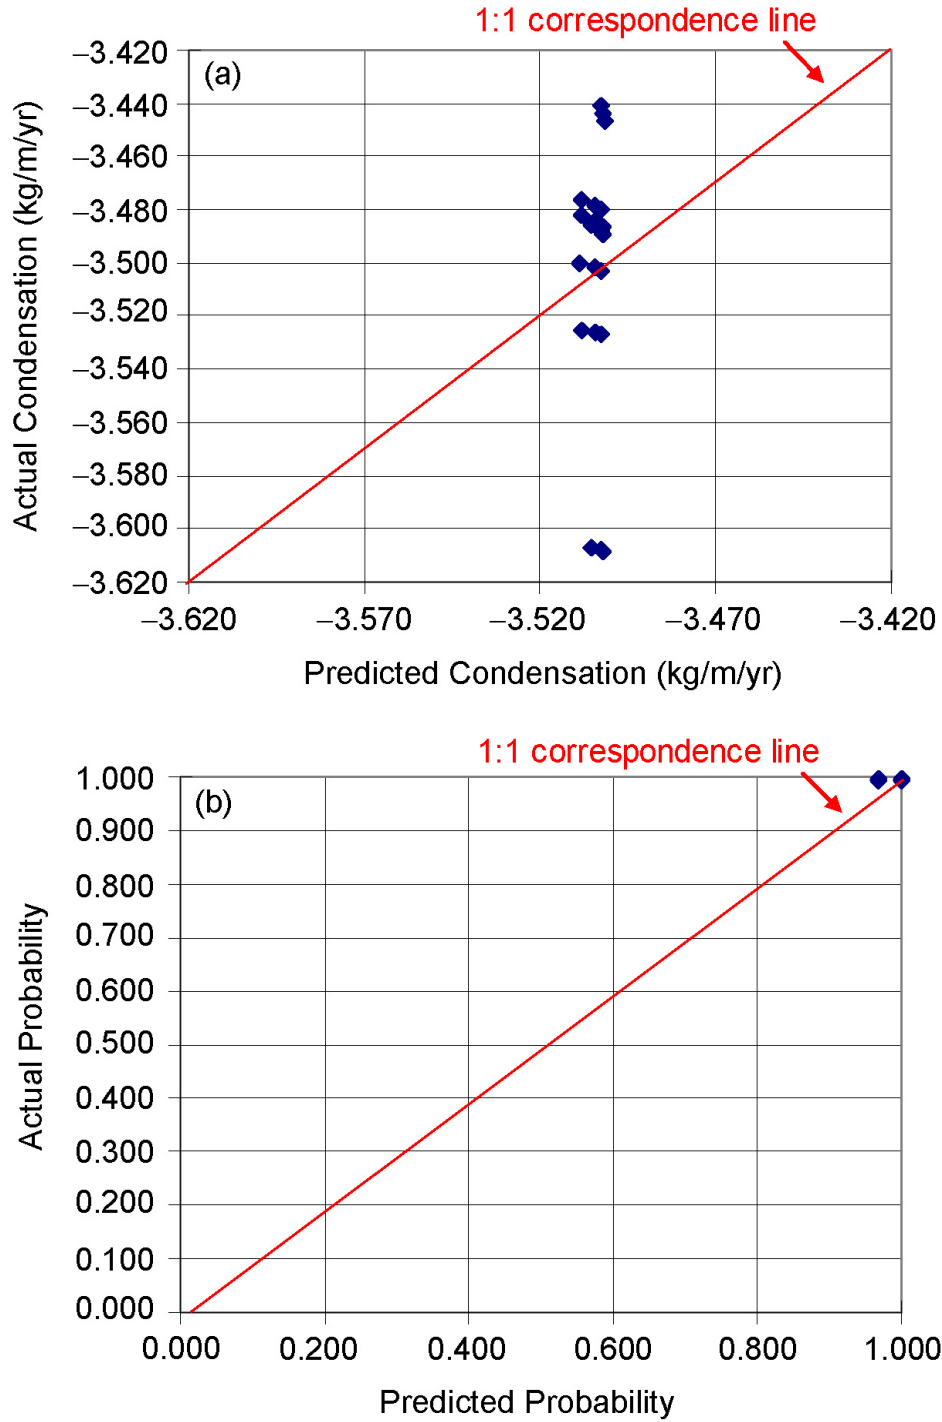 1:1 correspondence line
(a)
–3.420
–3.440
–3.460
–3.480
–3.500
–3.520
–3.540
–3.560
–3.580
–3.600
–3.620
Actual Condensation (kg/m/yr)
–3.620 –3.570 –3.520 –3.470 –3.420
Predicted Condensation (kg/m/yr)
1:1 correspondence line
(b)
1.000
0.900
0.800
0.700
0.600
0.500
0.400
0.300
0.200
0.100
0.000
Actual Probability
0.000 0.200 0.400 0.600 0.800 1.000
Predicted Probability